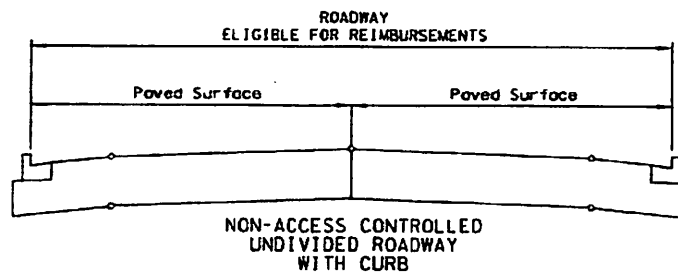 ROADWAY
ELIGIBLE FOR REIMBURSEMENTS
Paved Surface Paved Surface
NON-ACCESS CONTROLLED
UNDIVIDED ROADWAY
WITH CURB